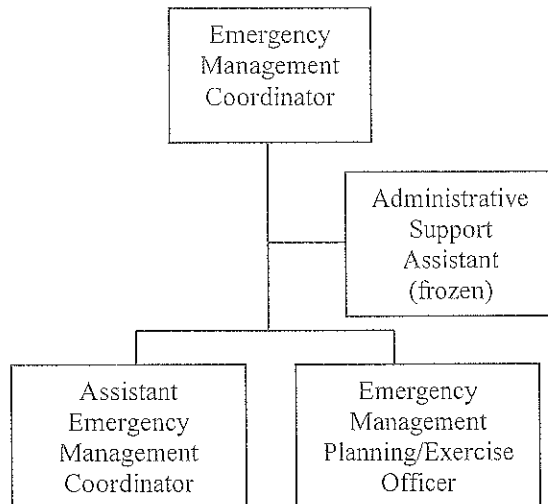 Emergency
Management
Coordinator
Administrative
Support
Assistant
(frozen)
Assistant
Emergency
Management
Coordinator
Emergency
Management
Planning/Exercise
Officer